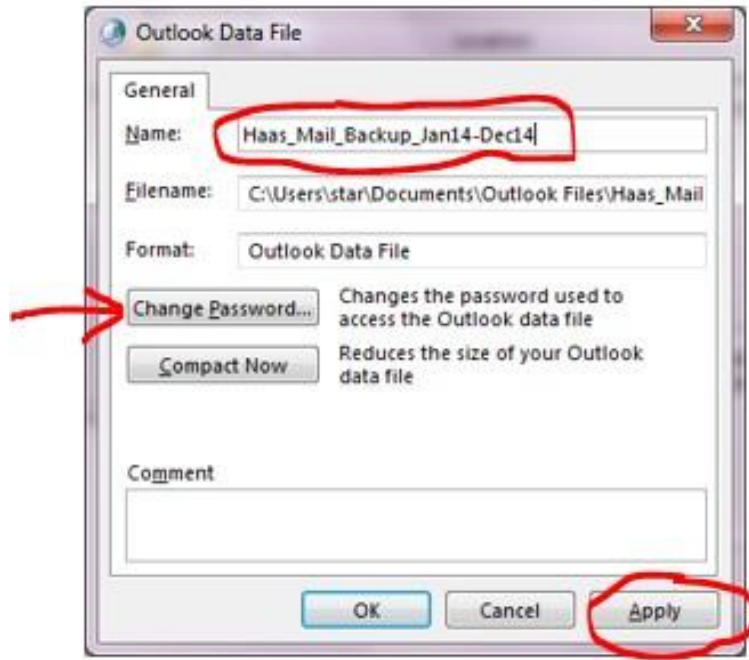 Outlook Data File
General
Name: Haas_Mail_Backup_Jan14-Dec14
Filename: C:\Users\star\Documents\Outlook Files\Haas_Mail
Format: Outlook Data File
Change Password... Changes the password used to
access the Outlook data file
Compact Now Reduces the size of your Outlook
data file
Comment
OK Cancel Apply